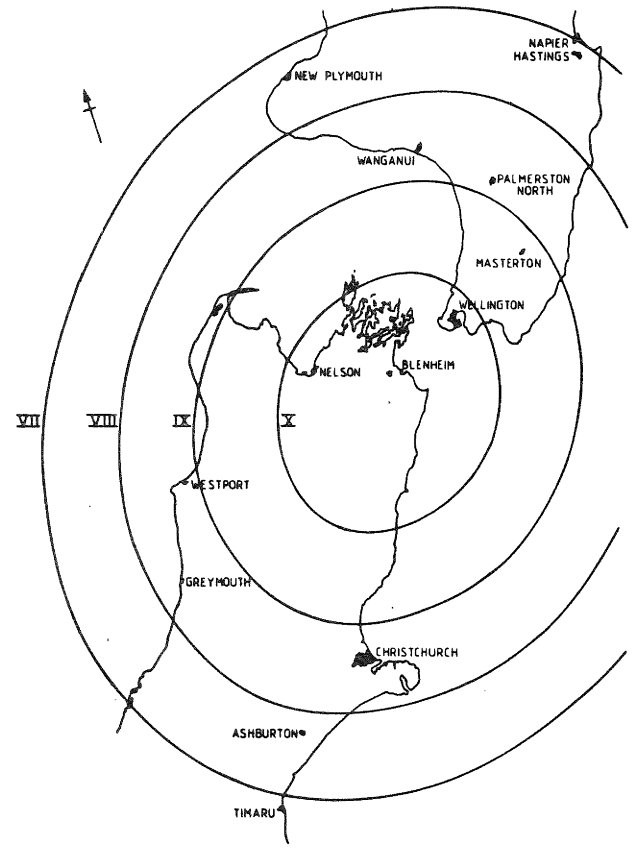 NAPIER
HASTINGS
NEW PLYMOUTH
WANGANUI
PALMERSTON
NORTH
MASTERTON
WELLINGTON
NELSON
BLENHEIM
VII
VIII
IX
X
WESTPORT
GREYMOUTH
CHRISTCHURCH
ASHBURTON
TIMARU